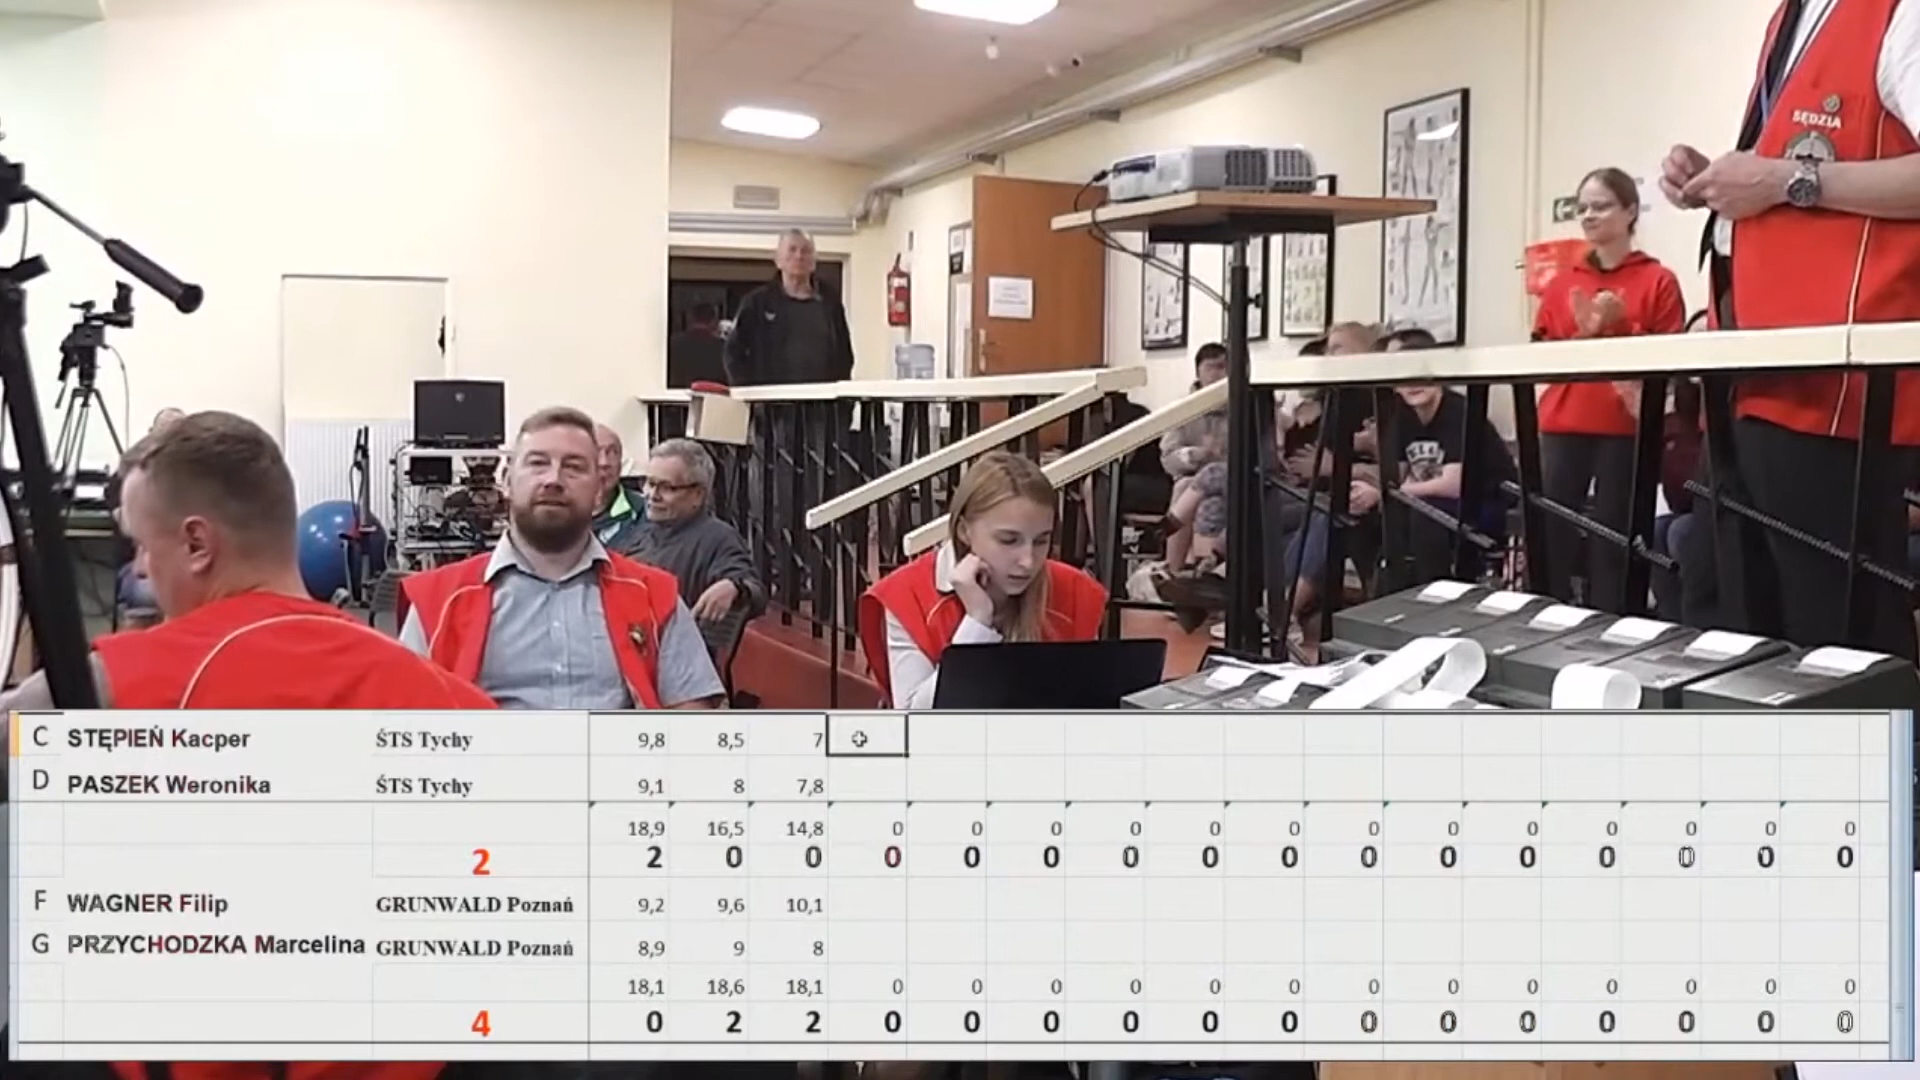 SĘDZIA
C STĘPIEŃ Kacper ŚTS Tychy 9,8 8,5 7
D PASZEK Weronika ŚTS Tychy 9,1 8 7,8
18,9 16,5 14,8 0 0 0 0 0 0 0 0 0 0 0 0 0
2 2 0 0 0 0 0 0 0 0 0 0 0 0 0 0 0
F WAGNER Filip GRUNWALD Poznań 9,2 9,6 10,1
G PRZYCHODZKA Marcelina GRUNWALD Poznań 8,9 9 8
18,1 18,6 18,1 0 0 0 0 0 0 0 0 0 0 0 0 0
4 0 2 2 0 0 0 0 0 0 0 0 0 0 0 0 0